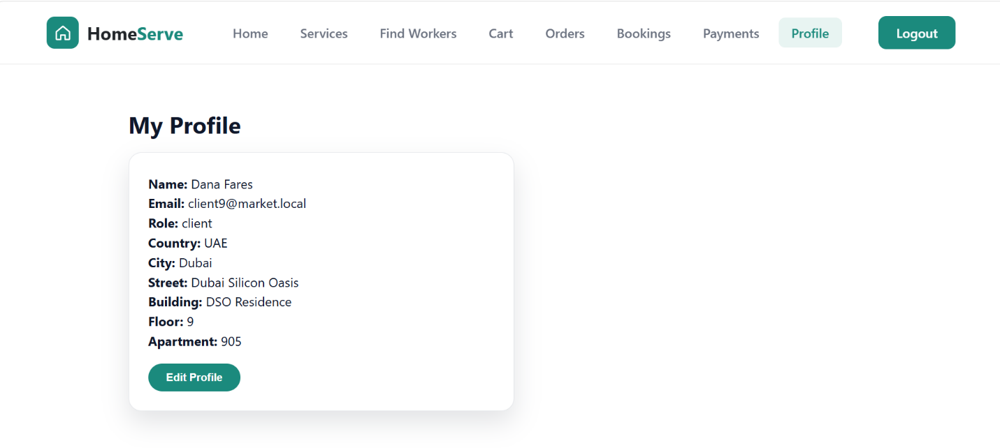 HomeServe Home Services Find Workers Cart Orders Bookings Payments Profile Logout
My Profile
Name: Dana Fares
Email: client9@market.local
Role: client
Country: UAE
City: Dubai
Street: Dubai Silicon Oasis
Building: DSO Residence
Floor: 9
Apartment: 905
Edit Profile